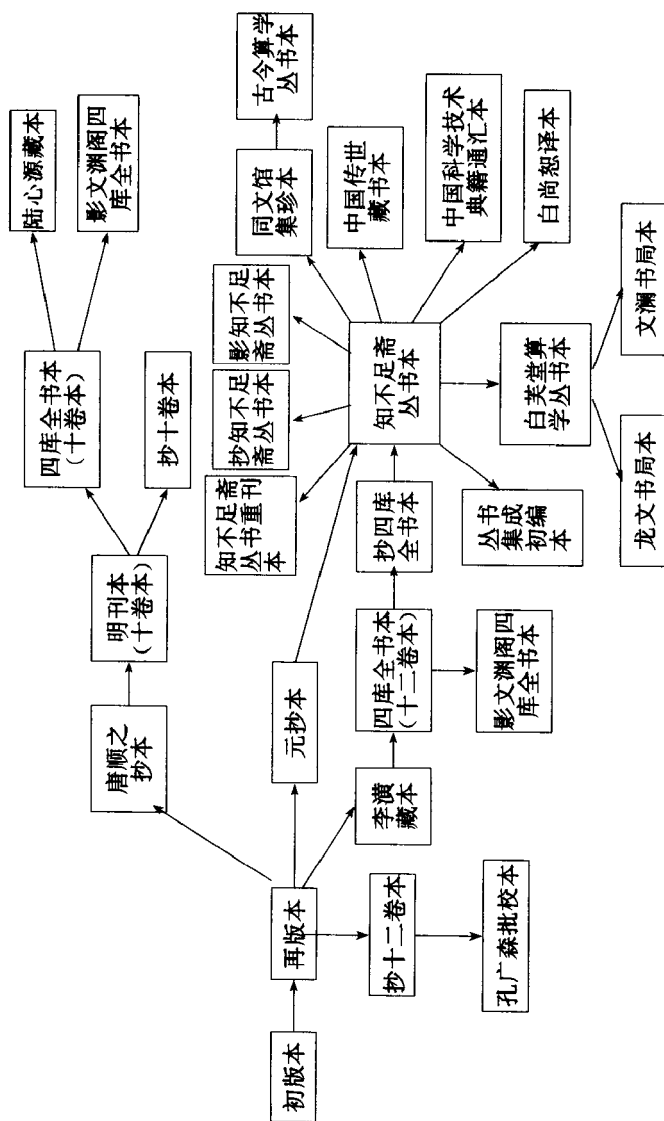 初版本
再版本
唐顺之
抄本
元抄本
李潢
藏本
抄十二卷本
孔广森批校本
明刊本
(十卷本)
四库全书本
(十卷本)
抄十卷本
陆心源藏本
影文渊阁四
库全书本
四库全书本
(十二卷本)
影文渊阁四
库全书本
抄四库
全书本
知不足斋
丛书本
知不足斋
丛书重刊
本
抄知不足
斋丛书本
影知不足
斋丛书本
同文馆
集珍本
古今算学
丛书本
中国传世
藏书本
中国科学技术
典籍通汇本
白尚恕译本
白芙堂算
学丛书本
丛书
集成
初编
本
龙文书局本
文澜书局本